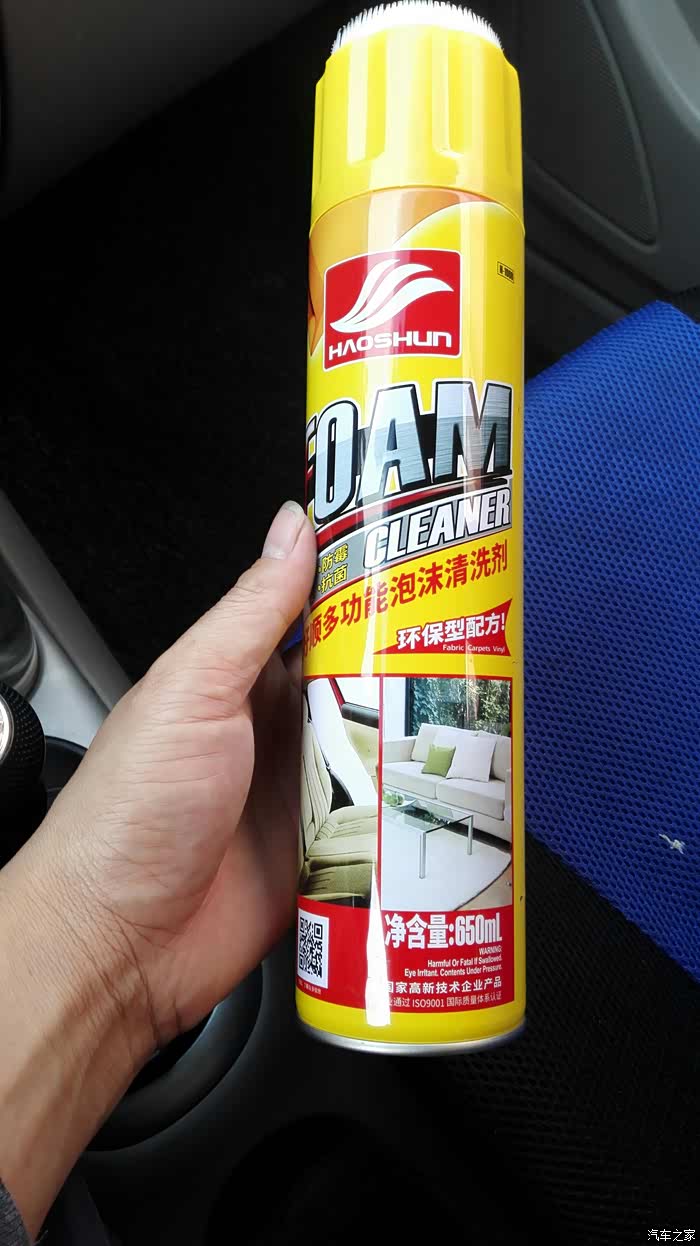 HAOSHUN
FOAM
CLEANER
·防霉
·抗菌
顺多功能泡沫清洗剂
环保型配方!
Fabric Carpets Vinyl
净含量:650mL
WARNING:
Harmful Or Fatal If Swallowed.
Eye Irritant. Contents Under Pressure.
国家高新技术企业产品
业通过 ISO9001 国际质量体系认证
汽车之家